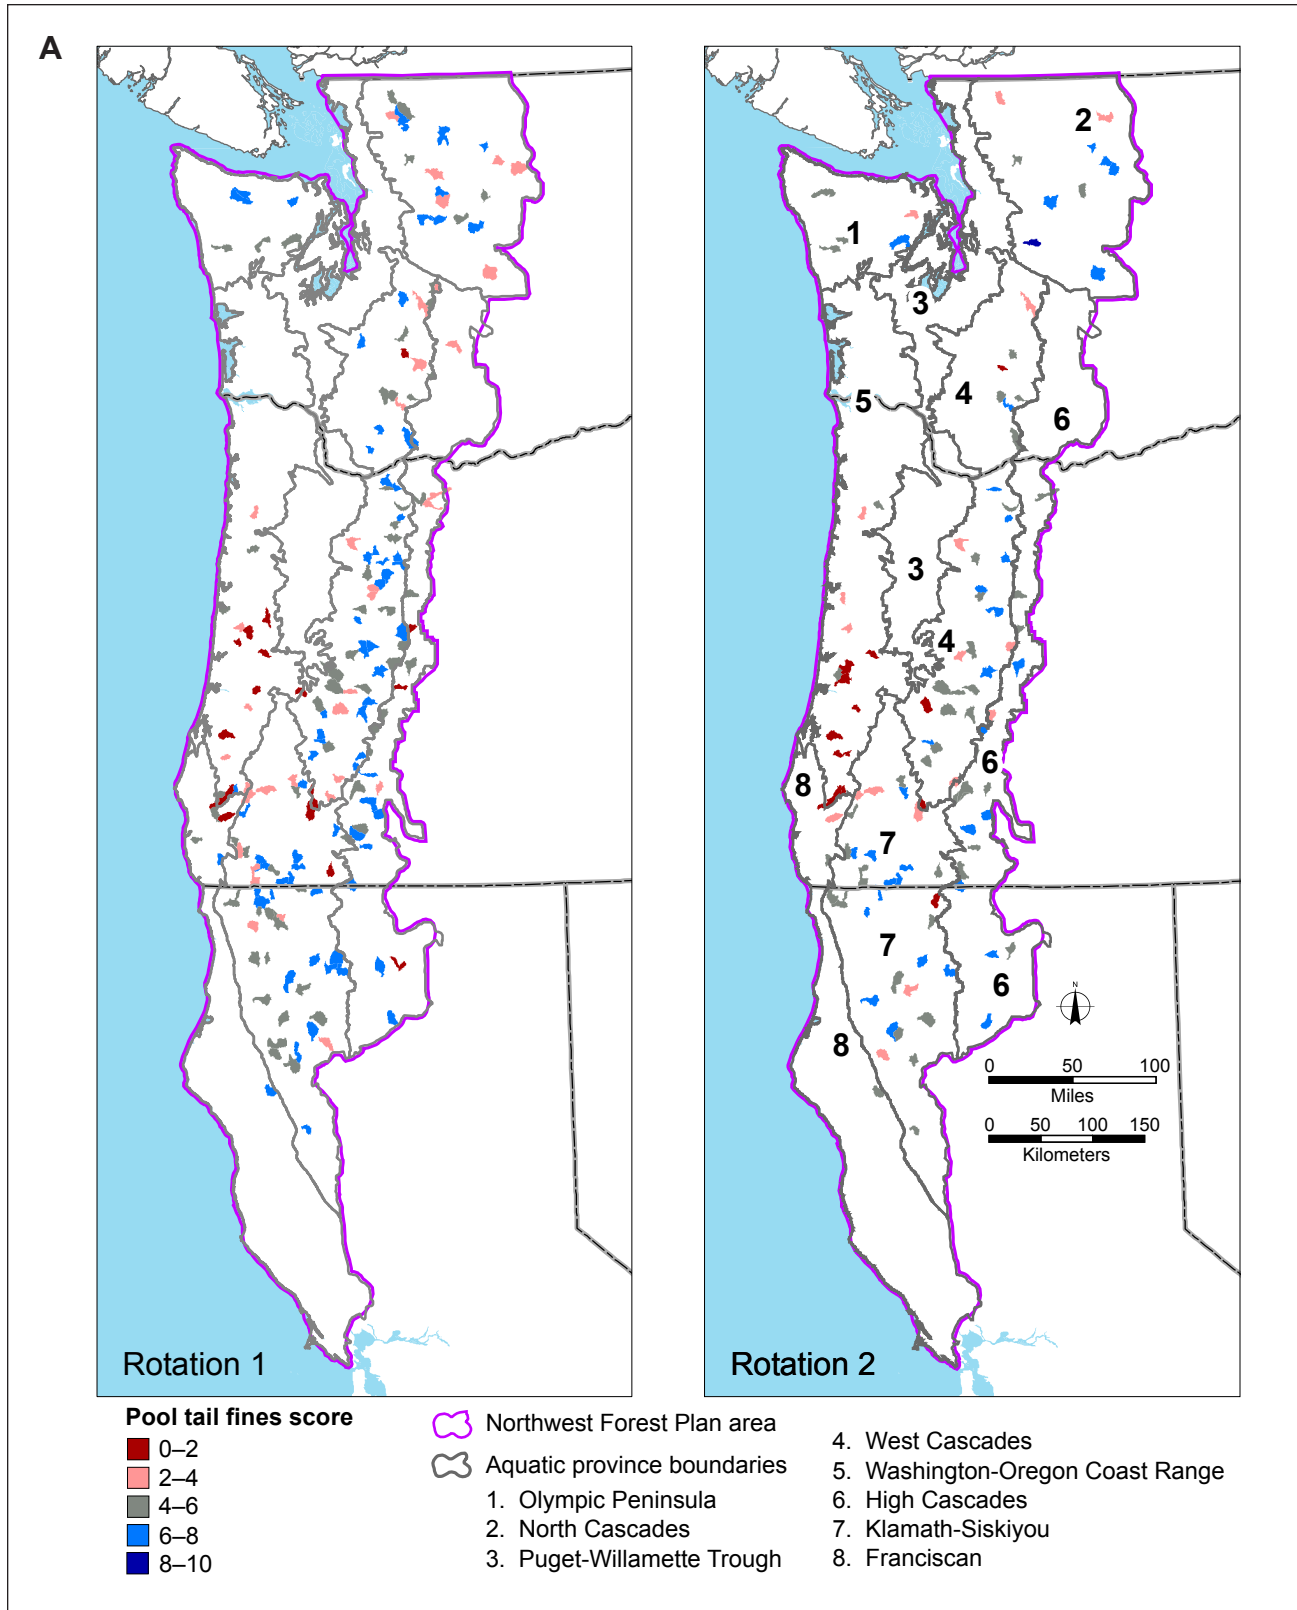 A
2
1
3
4
5
6
3
4
6
8
7
7
6
N
8
0 50 100
Miles
0 50 100 150
Kilometers
Rotation 1
Rotation 2
Pool tail fines score
0–2
2–4
4–6
6–8
8–10
Northwest Forest Plan area
Aquatic province boundaries
1. Olympic Peninsula
2. North Cascades
3. Puget-Willamette Trough
4. West Cascades
5. Washington-Oregon Coast Range
6. High Cascades
7. Klamath-Siskiyou
8. Franciscan